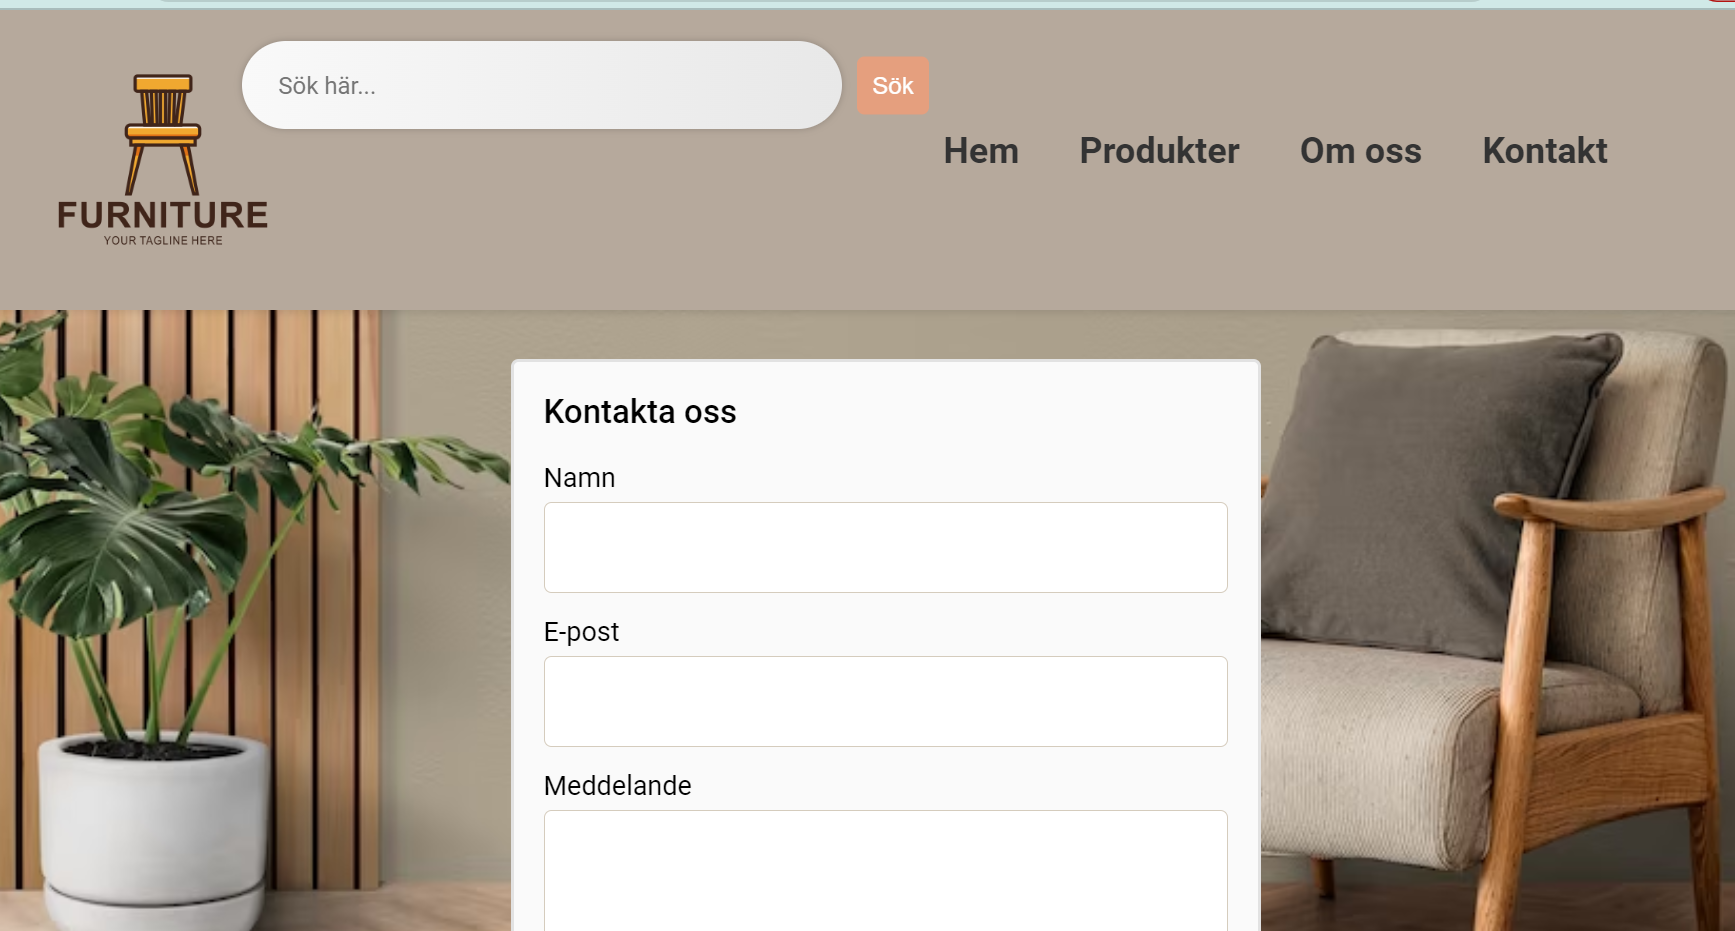 Sök här...
Sök
Hem Produkter Om oss Kontakt
FURNITURE
YOUR TAGLINE HERE
Kontakta oss
Namn
E-post
Meddelande